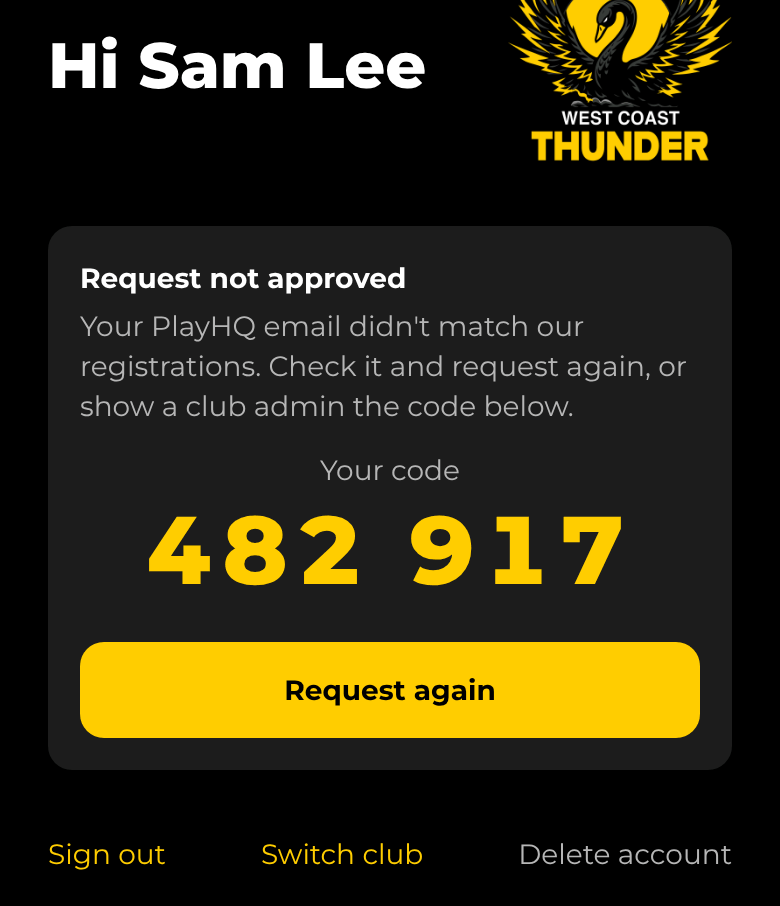 Hi Sam Lee
WEST COAST
THUNDER
Request not approved
Your PlayHQ email didn't match our
registrations. Check it and request again, or
show a club admin the code below.
Your code
482 917
Request again
Sign out
Switch club
Delete account